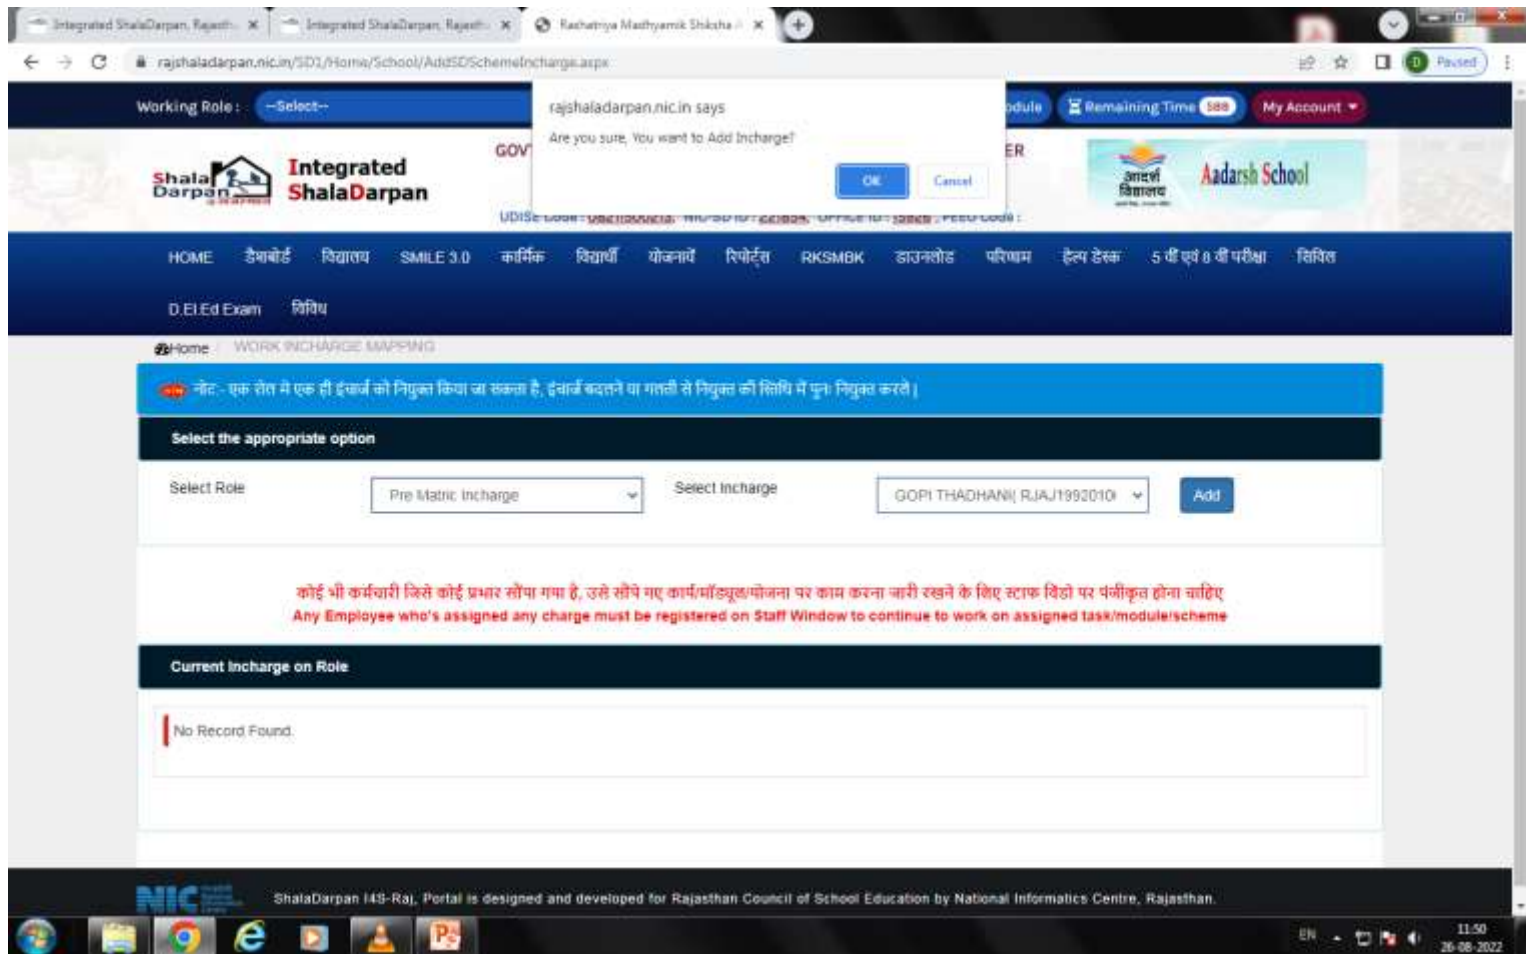 Integrated ShalaDarpan, Rajasth
Integrated ShalaDarpan, Rajasth
Rashatriya Madhyamik Shiksha A
rajshaladarpan.nic.in/SD1/Home/School/AddSDSchemeIncharge.aspx
Paused
Working Role :
--Select--
rajshaladarpan.nic.in says
Are you sure, You want to Add Incharge?
OK
Cancel
odule
Remaining Time 588
My Account
Shala Darpan
Integrated
ShalaDarpan
GOV
ER
आदर्श
विद्यालय
Aadarsh School
HOME डैशबोर्ड विद्यालय SMILE 3.0 कार्मिक विद्यार्थी योजनायें रिपोर्ट्स RKSMBK डाउनलोड परिणाम हेल्प डेस्क 5 वीं एवं 8 वीं परीक्षा सिविल
D.El.Ed Exam विविध
Home / WORK INCHARGE MAPPING
नोट:- एक रोल मे एक ही इंचार्ज को नियुक्त किया जा सकता है, इंचार्ज बदलने या गलती से नियुक्त की स्तिथि में पुनः नियुक्त करले |
Select the appropriate option
Select Role
Pre Matric Incharge
Select Incharge
GOPI THADHANI( RJAJ1992010
Add
कोई भी कर्मचारी जिसे कोई प्रभार सौंपा गया है, उसे सौंपे गए कार्य/मॉड्यूल/योजना पर काम करना जारी रखने के लिए स्टाफ विंडो पर पंजीकृत होना चाहिए
Any Employee who's assigned any charge must be registered on Staff Window to continue to work on assigned task/module/scheme
Current Incharge on Role
No Record Found.
NIC
ShalaDarpan I4S-Raj, Portal is designed and developed for Rajasthan Council of School Education by National Informatics Centre, Rajasthan.
EN
11:50
26-08-2022